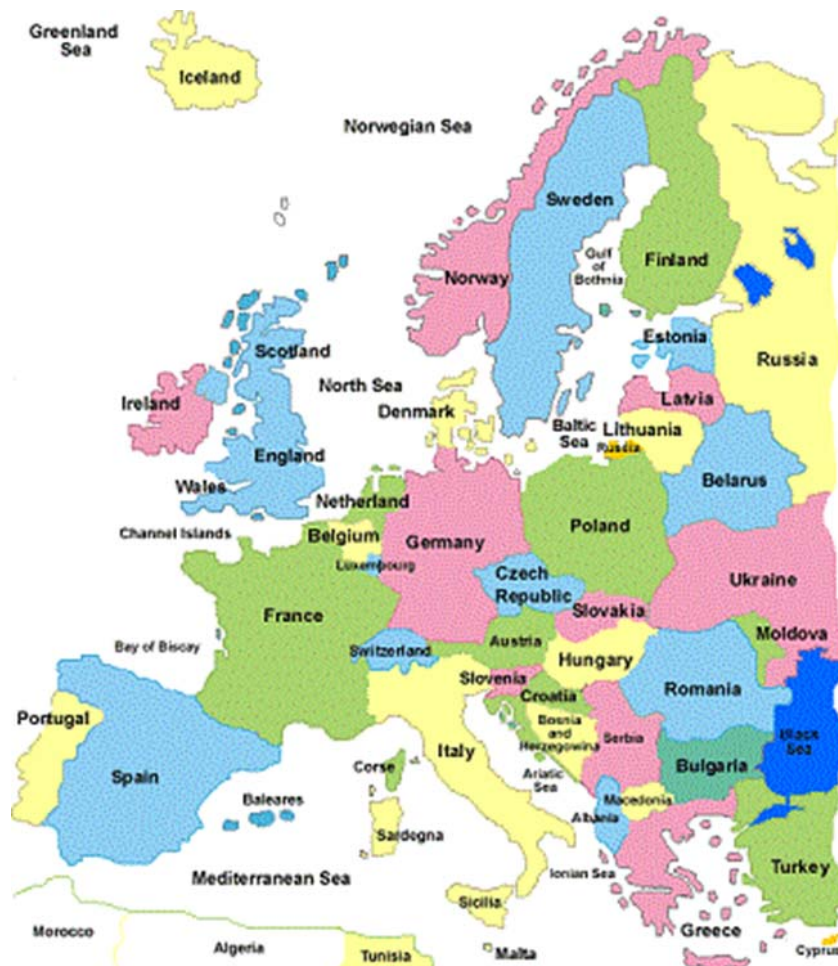 Greenland
Sea
Iceland
Norwegian Sea
Sweden
Gulf
of
Bothnia
Finland
Norway
Estonia
Scotland
Russia
North Sea
Denmark
Latvia
Ireland
Baltic
Sea
Lithuania
Russia
England
Wales
Belarus
Netherland
Channel Islands
Belgium
Germany
Poland
Luxembourg
Czech
Republic
Ukraine
France
Slovakia
Moldova
Bay of Biscay
Switzerland
Austria
Hungary
Slovenia
Croatia
Romania
Portugal
Bosnia
and
Herzegowina
Serbia
Black
Sea
Italy
Spain
Corse
Bulgaria
Ariatic
Sea
Baleares
Macedonia
Albania
Sardegna
Ionian Sea
Turkey
Mediterranean Sea
Sicilia
Greece
Morocco
Algeria
Tunisia
Malta
Cyprus